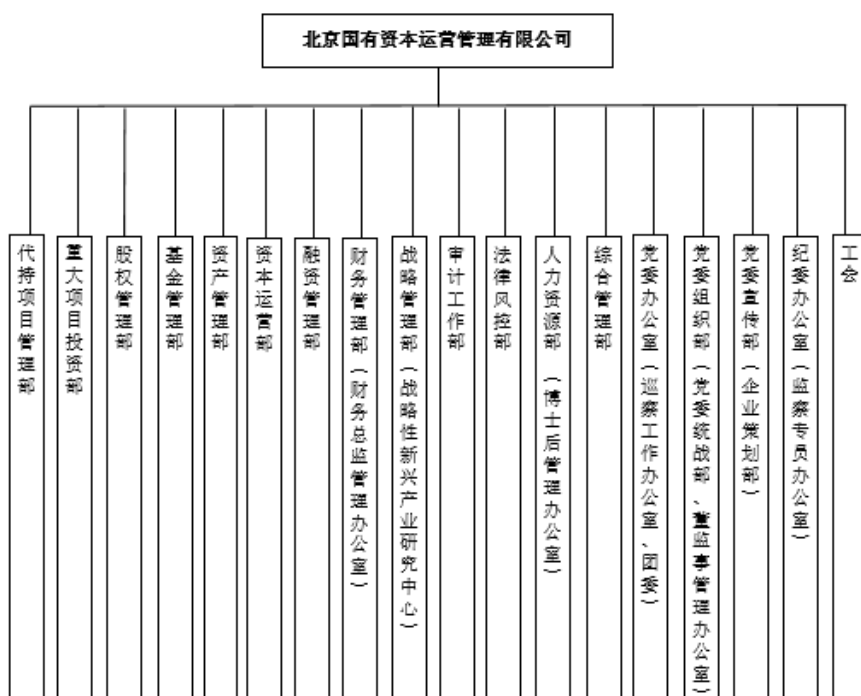 北京国有资本运营管理有限公司
代持项目管理部
重大项目投资部
股权管理部
基金管理部
资产管理部
资本运营部
融资管理部
财务管理部（财务总监管理办公室）
战略管理部（战略性新兴产业研究中心）
审计工作部
法律风控部
人力资源部（博士后管理办公室）
综合管理部
党委办公室（巡察工作办公室、团委）
党委组织部（党委统战部、董监事管理办公室）
党委宣传部（企业策划部）
纪委办公室（监察专员办公室）
工会